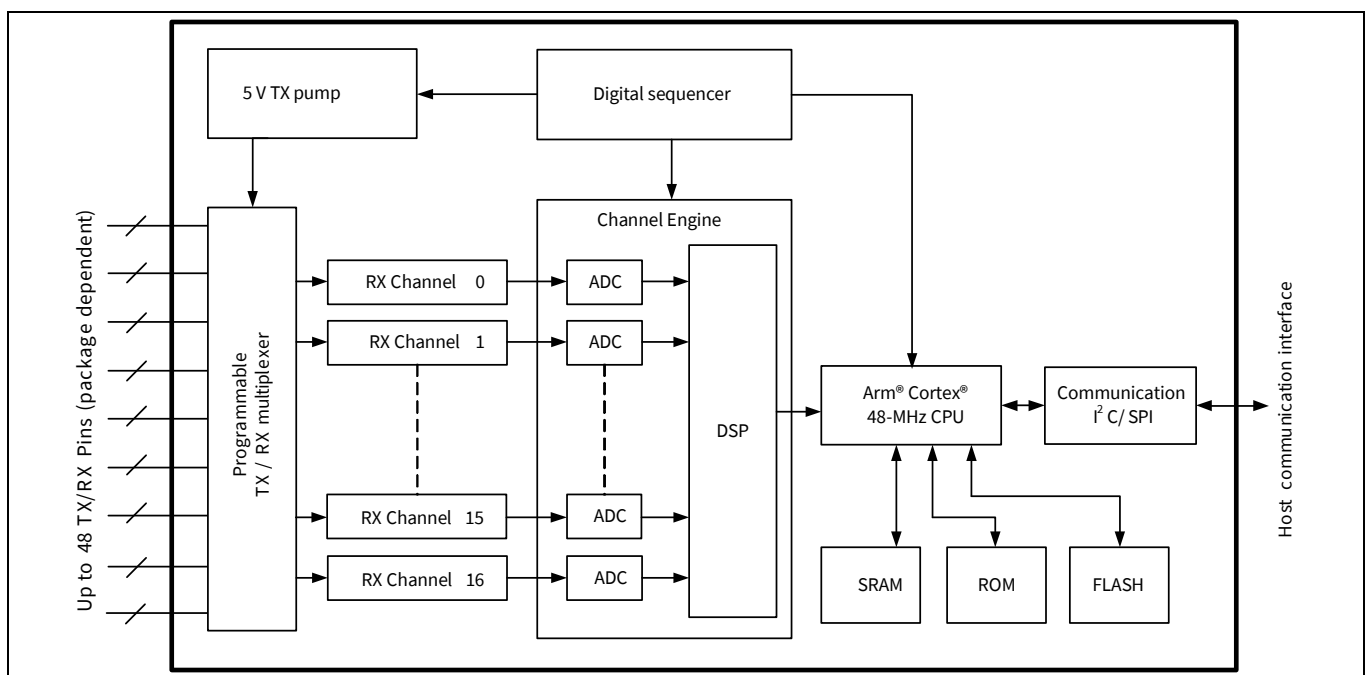 5 V TX pump
Digital sequencer
Up to 48 TX/RX Pins (package dependent)
Programmable
TX / RX multiplexer
Channel Engine
RX Channel 0
ADC
RX Channel 1
ADC
RX Channel 15
ADC
RX Channel 16
ADC
DSP
Arm® Cortex®
48-MHz CPU
Communication
I² C/ SPI
SRAM
ROM
FLASH
Host communication interface